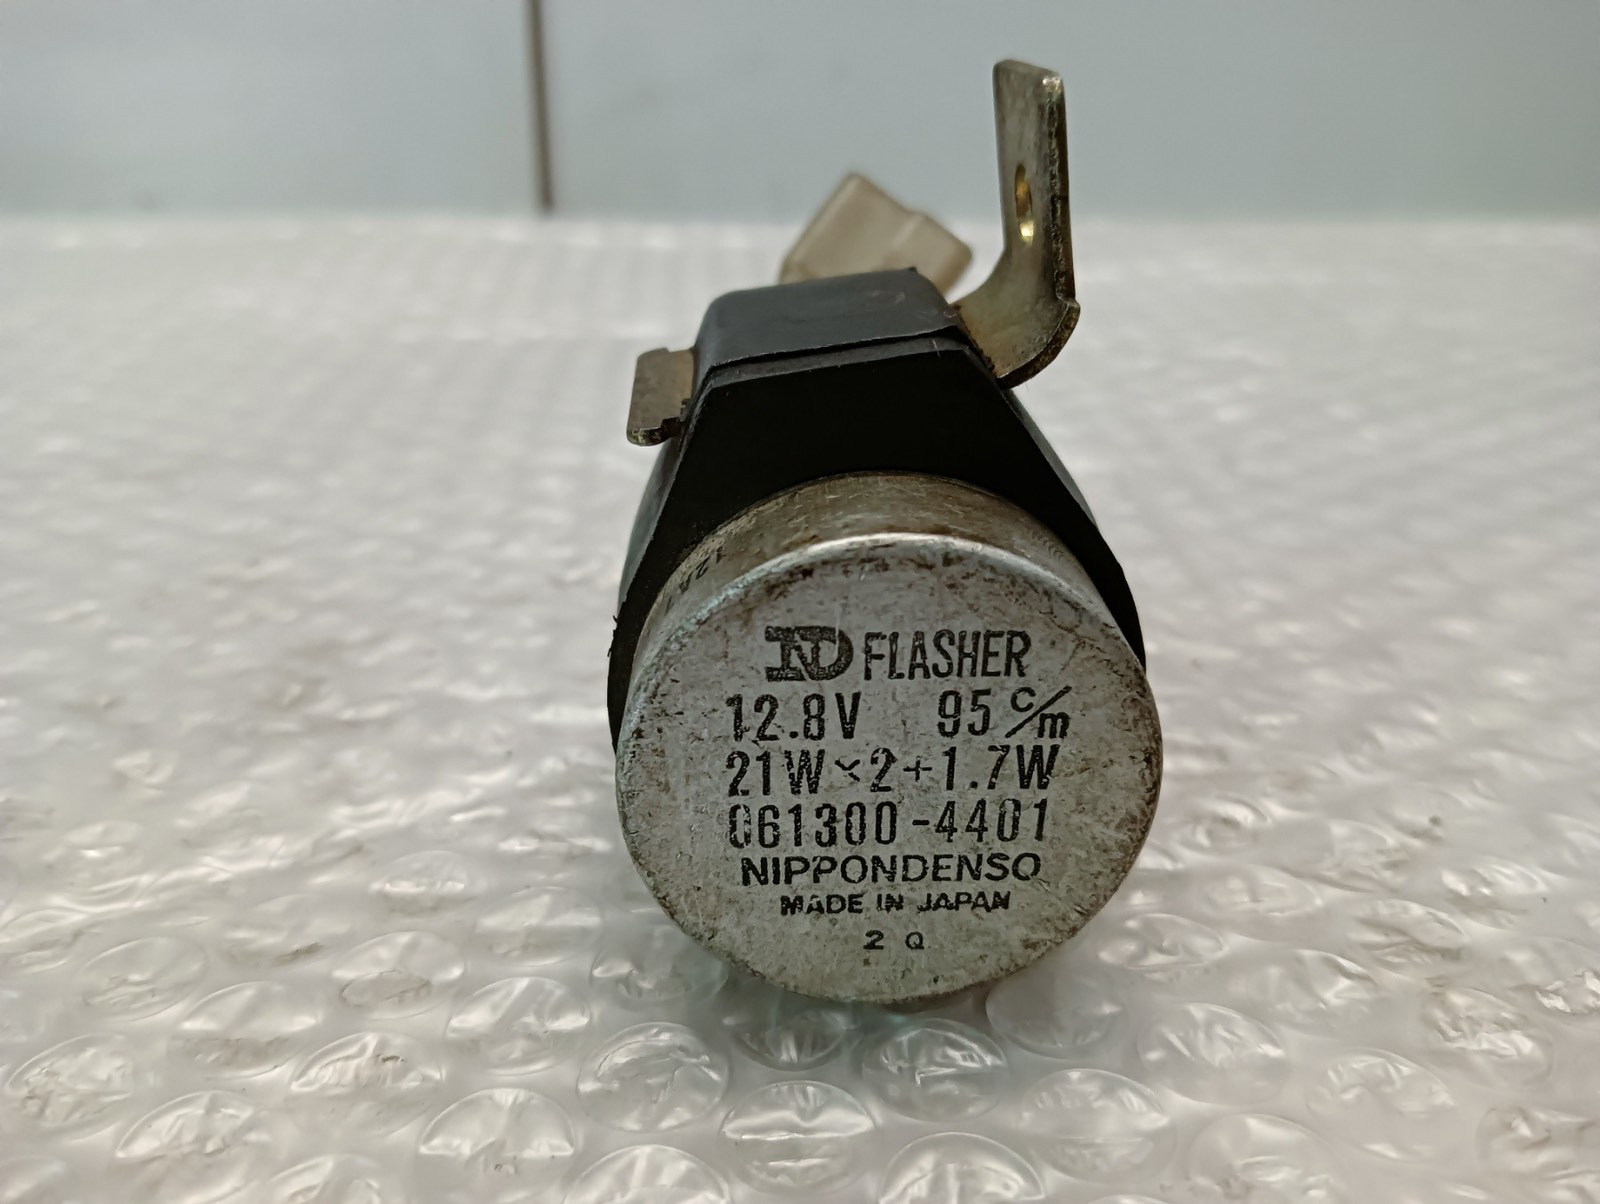 ND FLASHER
12.8V 95 c/m
21W×2+1.7W
061300-4401
NIPPONDENSO
MADE IN JAPAN
2 Q